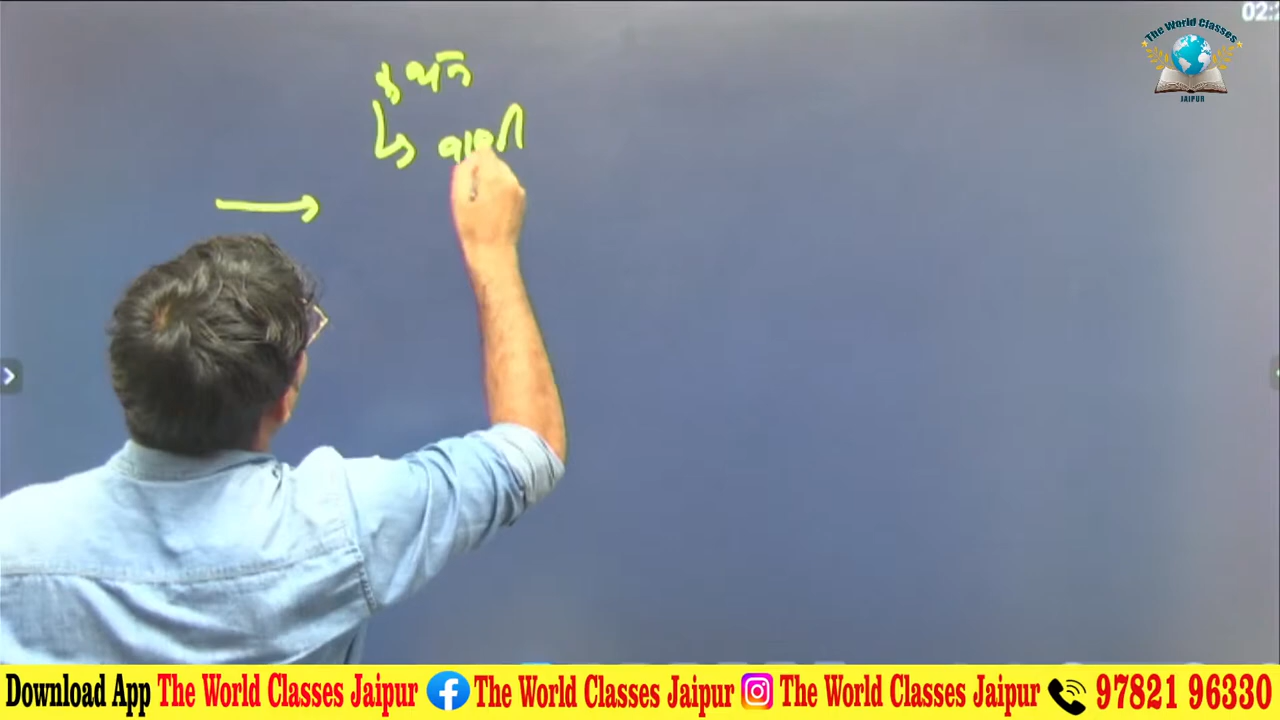 02:2
The World Classes
JAIPUR
Download App The World Classes Jaipur The World Classes Jaipur The World Classes Jaipur 97821 96330